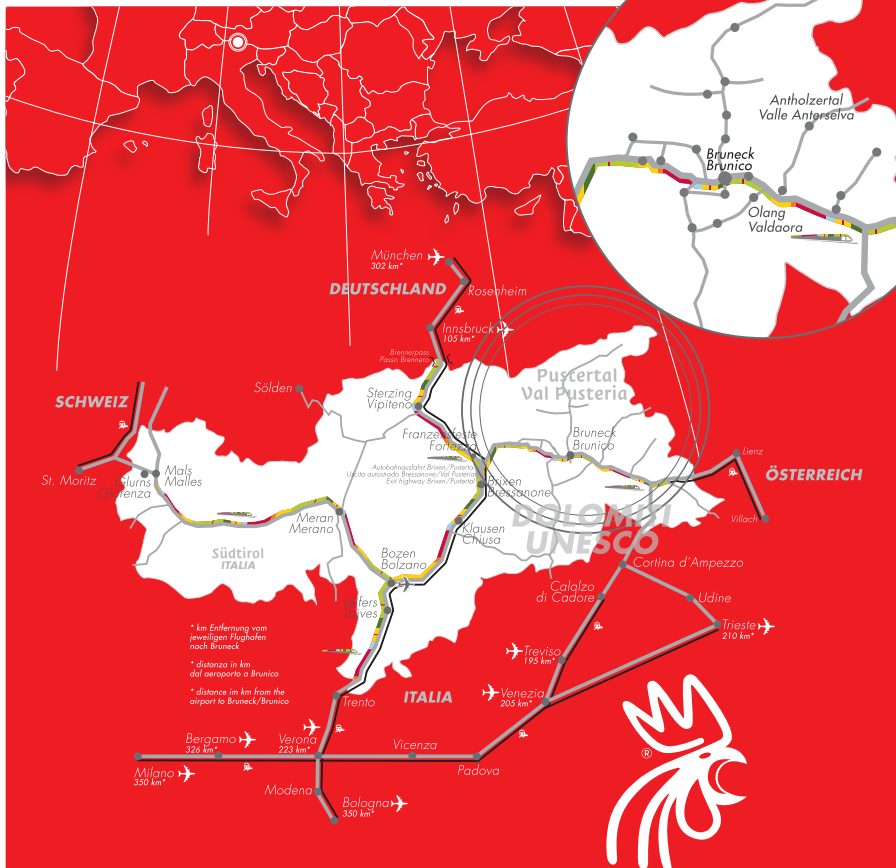 Antholzertal
Valle Anterselva
Bruneck
Brunico
Olang
Valdaora
München
302 km*
DEUTSCHLAND
Rosenheim
Innsbruck
105 km*
Brennerpass
Passo Brennero
Pustertal
Val Pusteria
Sölden
Sterzing
Vipiteno
SCHWEIZ
Franzensfeste
Fortezza
Bruneck
Brunico
Lienz
ÖSTERREICH
Autobahnausfahrt Brixen/Pustertal
Uscita autostrada Bressanone/Val Pusteria
Exit highway Brixen/Pustertal
St. Moritz
Mals
Malles
Glurns
Glorenza
Brixen
Bressanone
Villach
Meran
Merano
Klausen
Chiusa
DOLOMITI
UNESCO
Südtirol
ITALIA
Bozen
Bolzano
Cortina d'Ampezzo
Leifers
Laives
Calalzo
di Cadore
Udine
* km Entfernung vom
jeweiligen Flughafen
nach Bruneck
* distanza in km
dal aeroporto a Brunico
* distance im km from the
airport to Bruneck/Brunico
Trieste
210 km*
Treviso
195 km*
ITALIA
Trento
Venezia
205 km*
Bergamo
326 km*
Verona
223 km*
Vicenza
Padova
Milano
350 km*
Modena
Bologna
350 km*
®